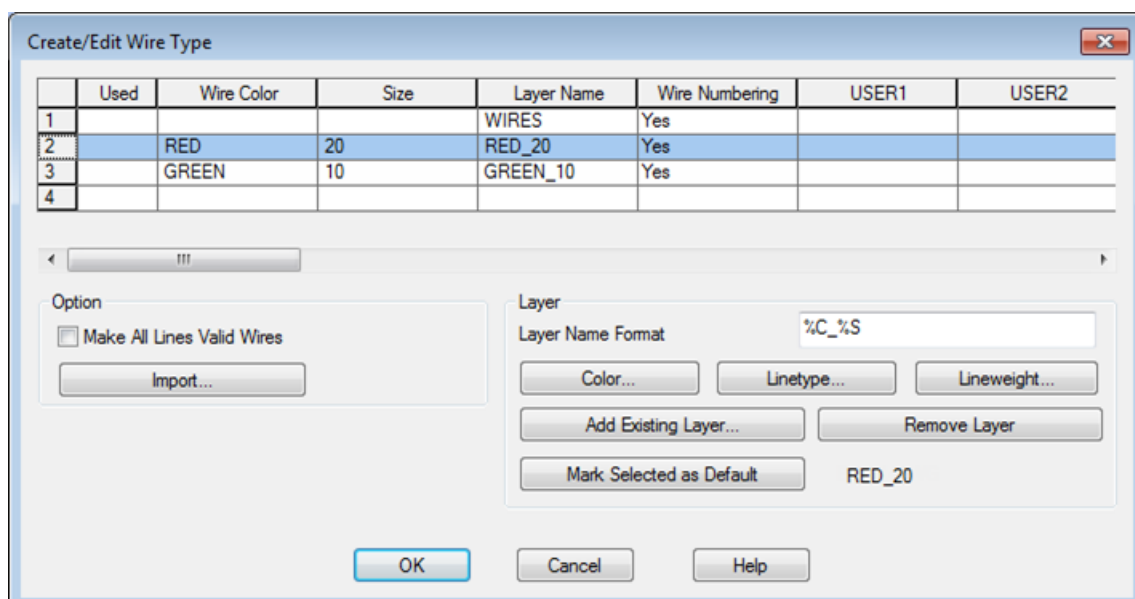 Create/Edit Wire Type
Used Wire Color Size Layer Name Wire Numbering USER1 USER2
1 WIRES Yes
2 RED 20 RED_20 Yes
3 GREEN 10 GREEN_10 Yes
4
Option
Make All Lines Valid Wires
Import...
Layer
Layer Name Format %C_%S
Color... Linetype... Lineweight...
Add Existing Layer... Remove Layer
Mark Selected as Default RED_20
OK Cancel Help